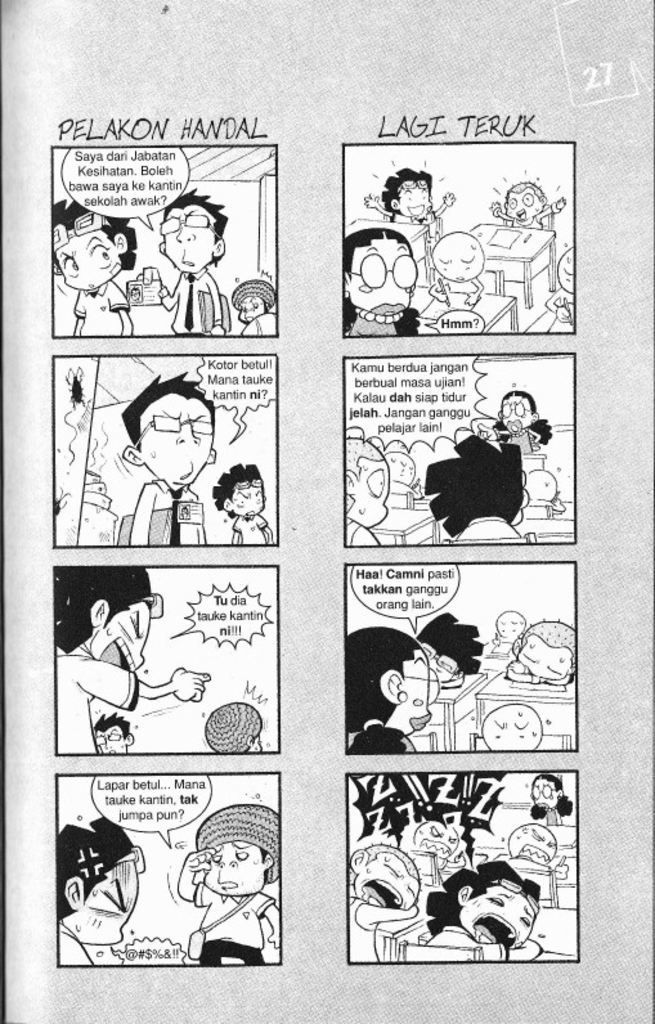 27
PELAKON HANDAL
Saya dari Jabatan
Kesihatan. Boleh
bawa saya ke kantin
sekolah awak?
Kotor betul!
Mana tauke
kantin ni?
Tu dia
tauke kantin
ni!!!
Lapar betul... Mana
tauke kantin, tak
jumpa pun?
@#$%&!!
LAGI TERUK
Hmm?
Kamu berdua jangan
berbual masa ujian!
Kalau dah siap tidur
jelah. Jangan ganggu
pelajar lain!
Haa! Camni pasti
takkan ganggu
orang lain.
Z Z !! Z Z
Z Z